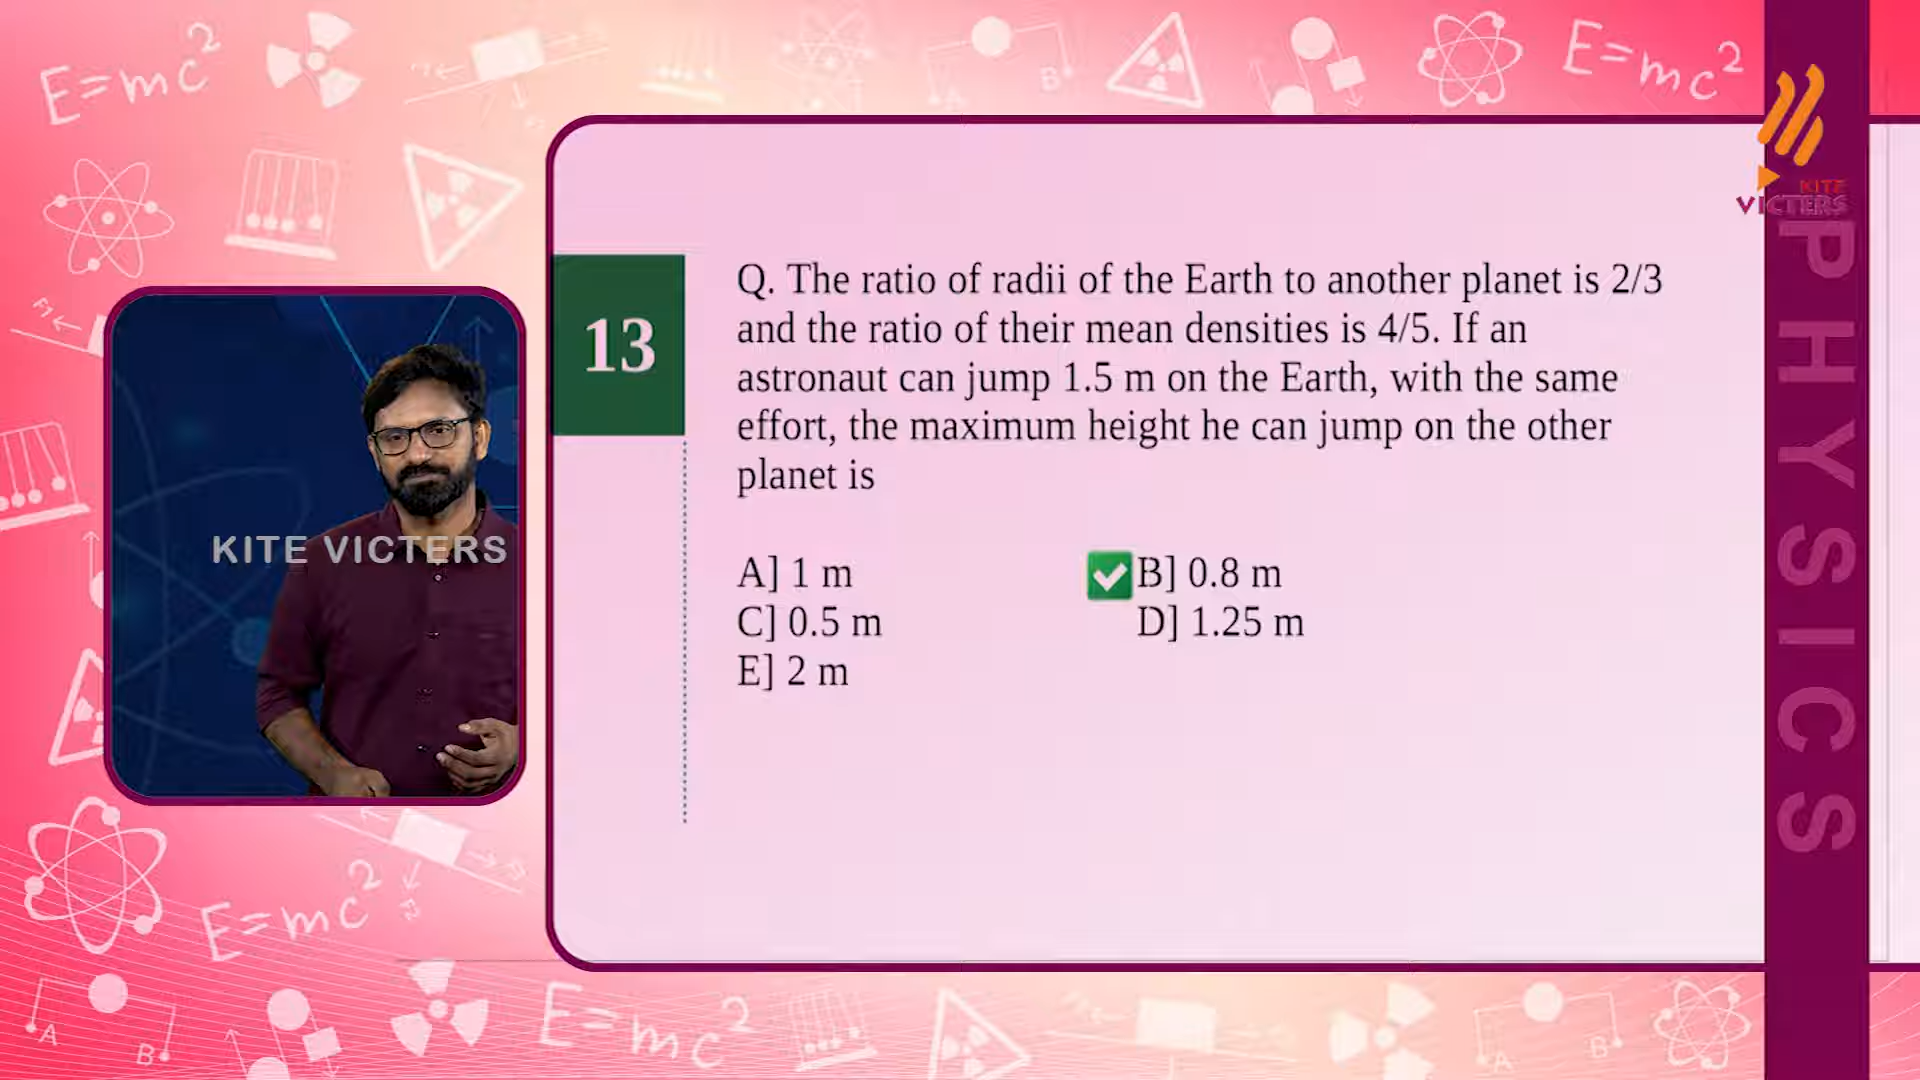 E=mc²
E=mc²
B
A
KITE
VICTERS
PHYSICS
13
Q. The ratio of radii of the Earth to another planet is 2/3
and the ratio of their mean densities is 4/5. If an
astronaut can jump 1.5 m on the Earth, with the same
effort, the maximum height he can jump on the other
planet is
A] 1 m
B] 0.8 m
C] 0.5 m
D] 1.25 m
E] 2 m
KITE VICTERS
E=mc²
E=mc²
A
B
A
B